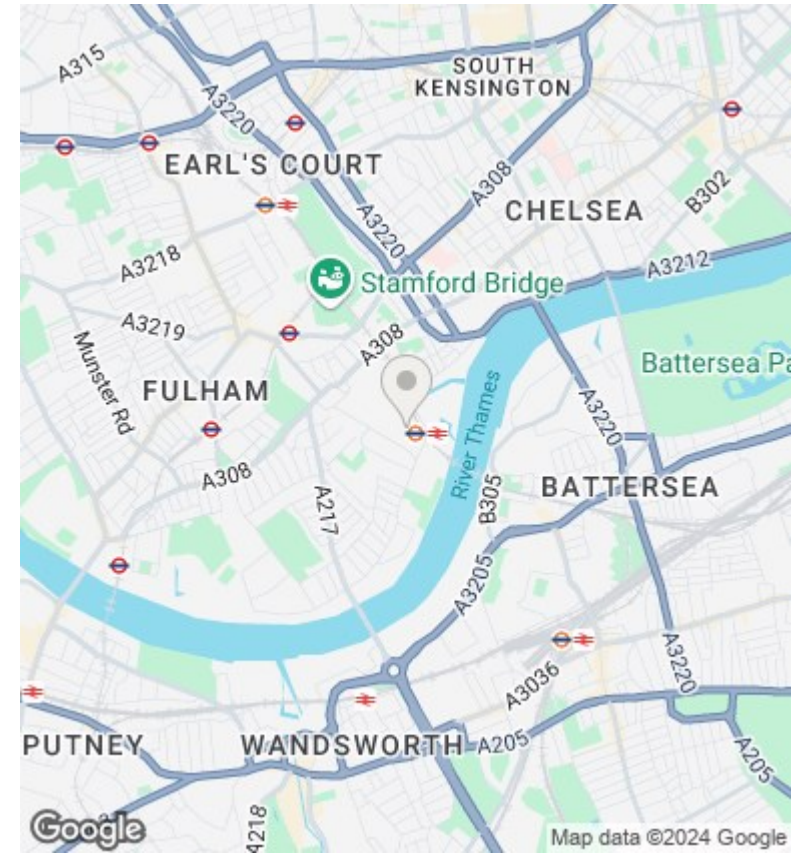 A315
SOUTH
KENSINGTON
A3220
EARL'S COURT
A308
B302
CHELSEA
A3220
A3218
A3212
Stamford Bridge
A3219
A308
Munster Rd
Battersea Pa
FULHAM
River Thames
A3220
A308
A217
B305
BATTERSEA
A3205
A3220
A3036
PUTNEY
WANDSWORTH
A205
A205
A218
Google
Map data ©2024 Google